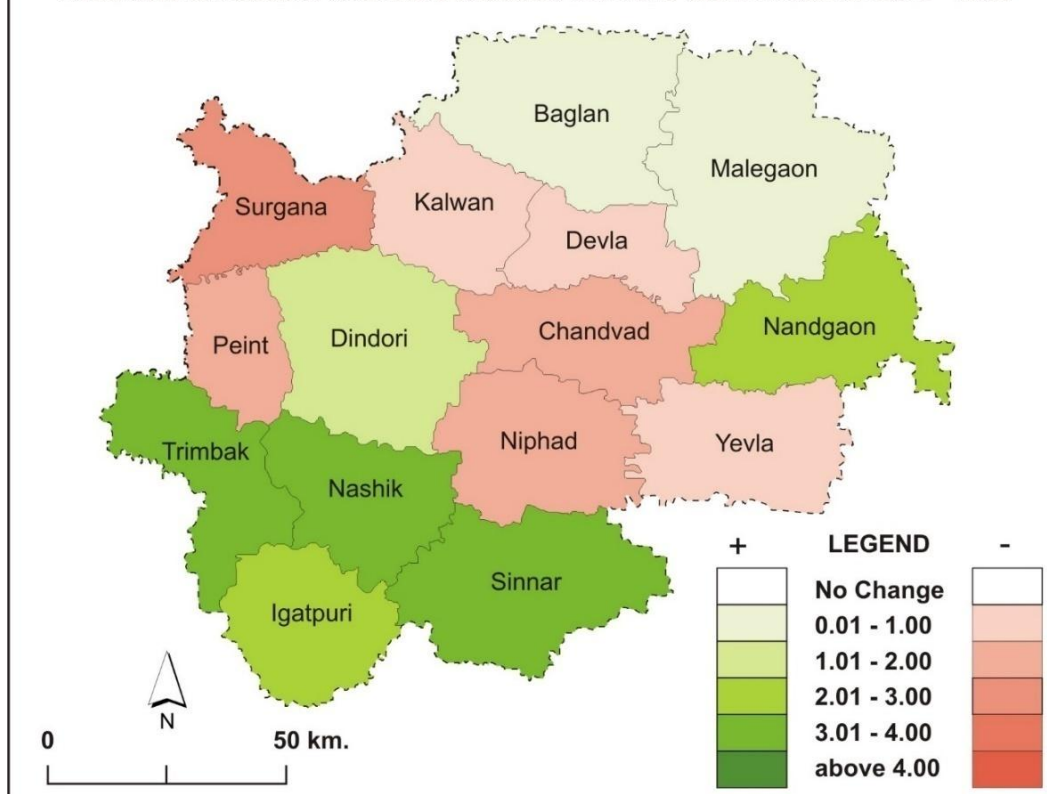 Baglan
Malegaon
Surgana
Kalwan
Devla
Peint
Dindori
Chandvad
Nandgaon
Trimbak
Nashik
Niphad
Yevla
Igatpuri
Sinnar
+ LEGEND -
No Change
0.01 - 1.00
1.01 - 2.00
2.01 - 3.00
3.01 - 4.00
above 4.00
N
0 50 km.